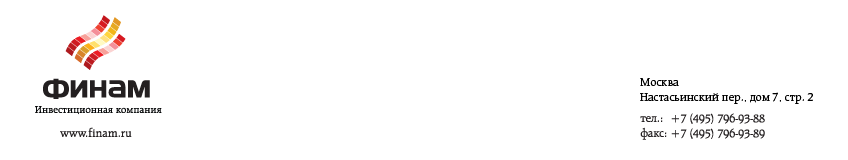 ФИНАМ
Инвестиционная компания
www.finam.ru
Москва
Настасьинский пер., дом 7, стр. 2
тел.: +7 (495) 796-93-88
факс: +7 (495) 796-93-89